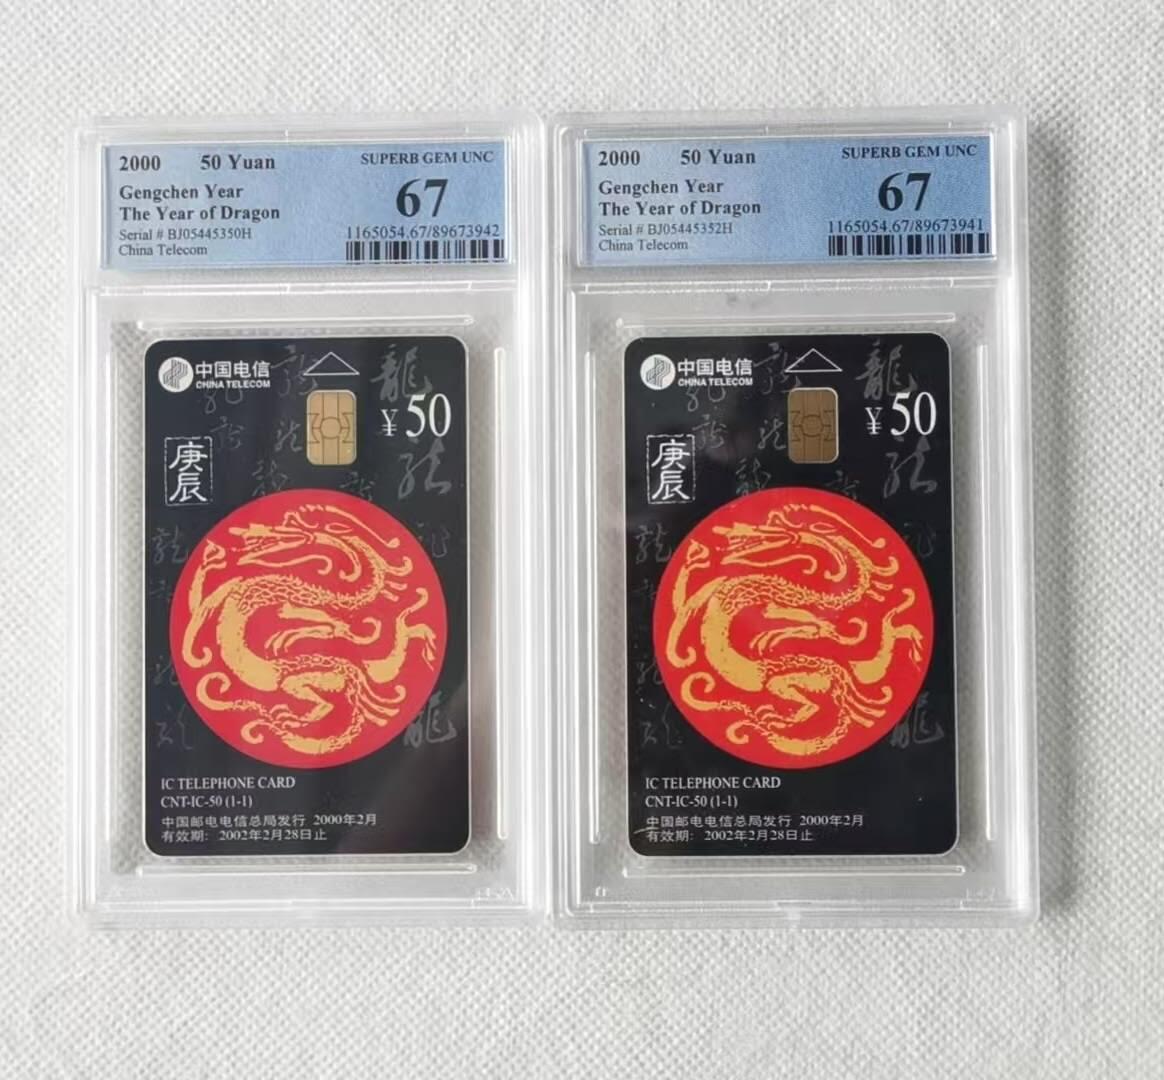 2000 50 Yuan SUPERB GEM UNC
Gengchen Year 67
The Year of Dragon
Serial # BJ05445350H 1165054.67/89673942
China Telecom
中国电信
CHINA TELECOM
龍
¥50
庚辰
龍
IC TELEPHONE CARD
CNT-IC-50 (1-1)
中国邮电电信总局发行 2000年2月
有效期: 2002年2月28日止
2000 50 Yuan SUPERB GEM UNC
Gengchen Year 67
The Year of Dragon
Serial # BJ05445352H 1165054.67/89673941
China Telecom
中国电信
CHINA TELECOM
龍
¥50
庚辰
龍
IC TELEPHONE CARD
CNT-IC-50 (1-1)
中国邮电电信总局发行 2000年2月
有效期: 2002年2月28日止